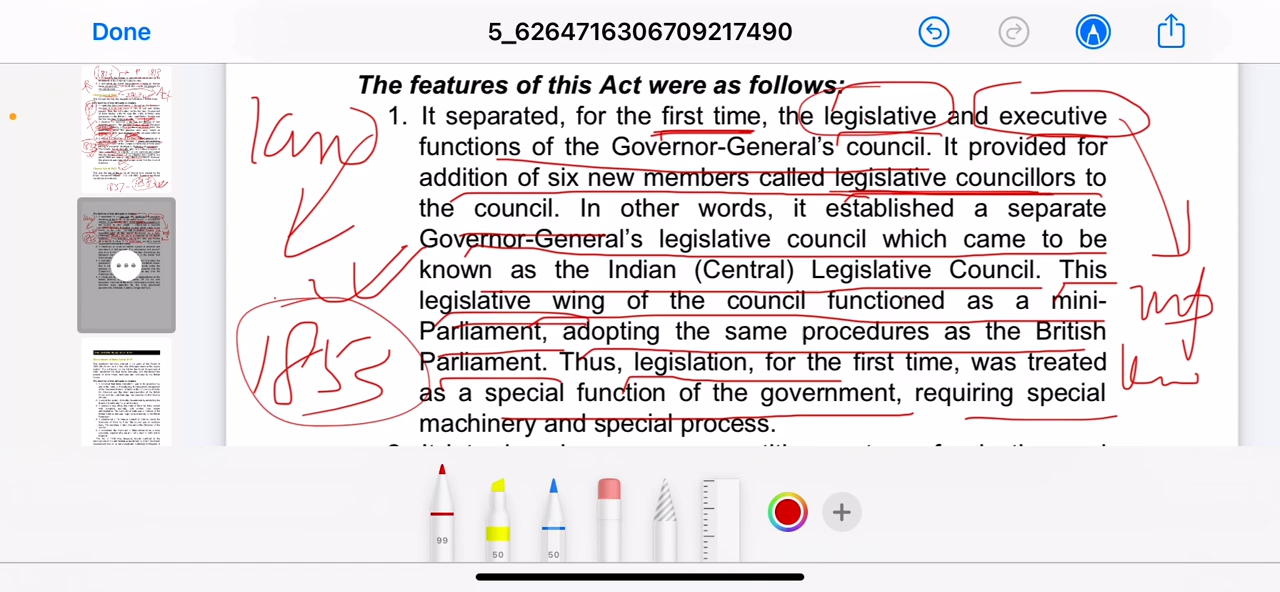 Done
5_6264716306709217490
The features of this Act were as follows:
1. It separated, for the first time, the legislative and executive
functions of the Governor-General's council. It provided for
addition of six new members called legislative councillors to
the council. In other words, it established a separate
Governor-General's legislative council which came to be
known as the Indian (Central) Legislative Council. This
legislative wing of the council functioned as a mini-
Parliament, adopting the same procedures as the British
Parliament. Thus, legislation, for the first time, was treated
as a special function of the government, requiring special
machinery and special process.
law
1853
99
50
50